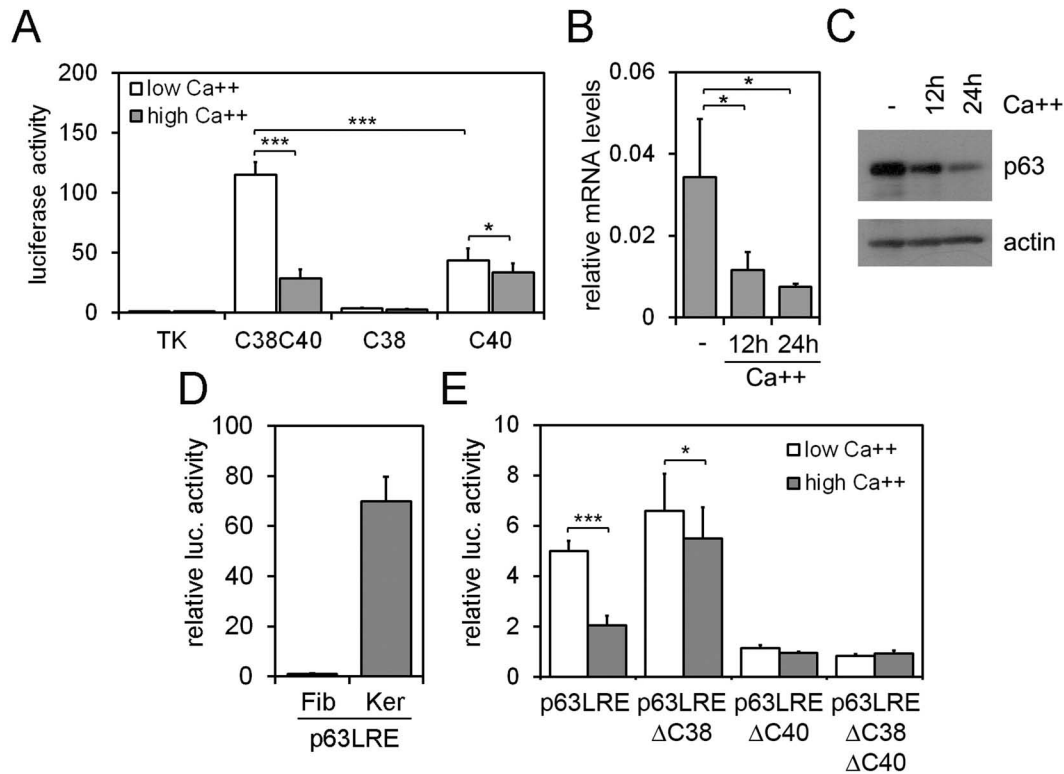 A
luciferase activity
200
150
100
50
0
low Ca++
high Ca++
***
***
*
TK
C38C40
C38
C40
B
relative mRNA levels
0.06
0.04
0.02
0
*
*
-
12h
24h
Ca++
C
-
12h
24h
Ca++
p63
actin
D
relative luc. activity
100
80
60
40
20
0
Fib
Ker
p63LRE
E
relative luc. activity
10
8
6
4
2
0
low Ca++
high Ca++
***
*
p63LRE
p63LRE
ΔC38
p63LRE
ΔC40
p63LRE
ΔC38
ΔC40